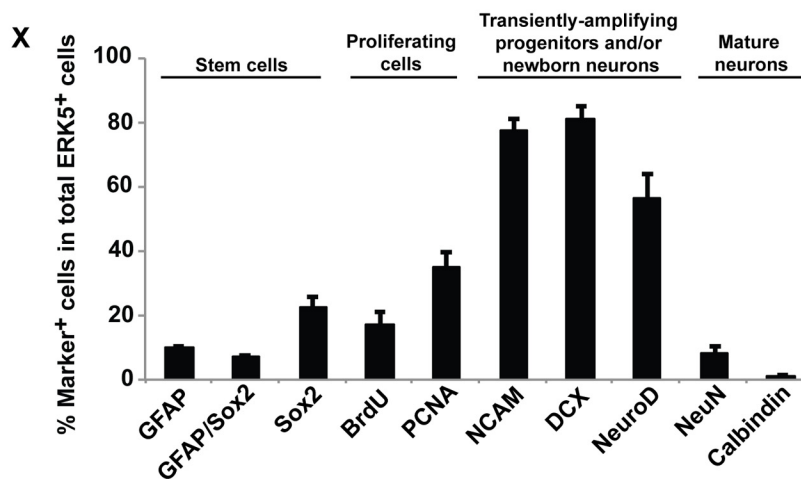 X
Stem cells
Proliferating
cells
Transiently-amplifying
progenitors and/or
newborn neurons
Mature
neurons
% Marker+ cells in total ERK5+ cells
100
80
60
40
20
0
GFAP
GFAP/Sox2
Sox2
BrdU
PCNA
NCAM
DCX
NeuroD
NeuN
Calbindin